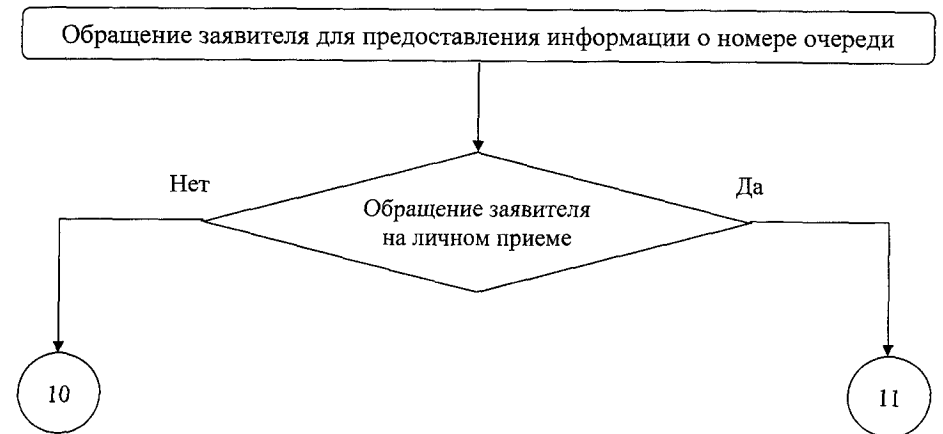 Обращение заявителя для предоставления информации о номере очереди
Нет
Да
Обращение заявителя
на личном приеме
10
11